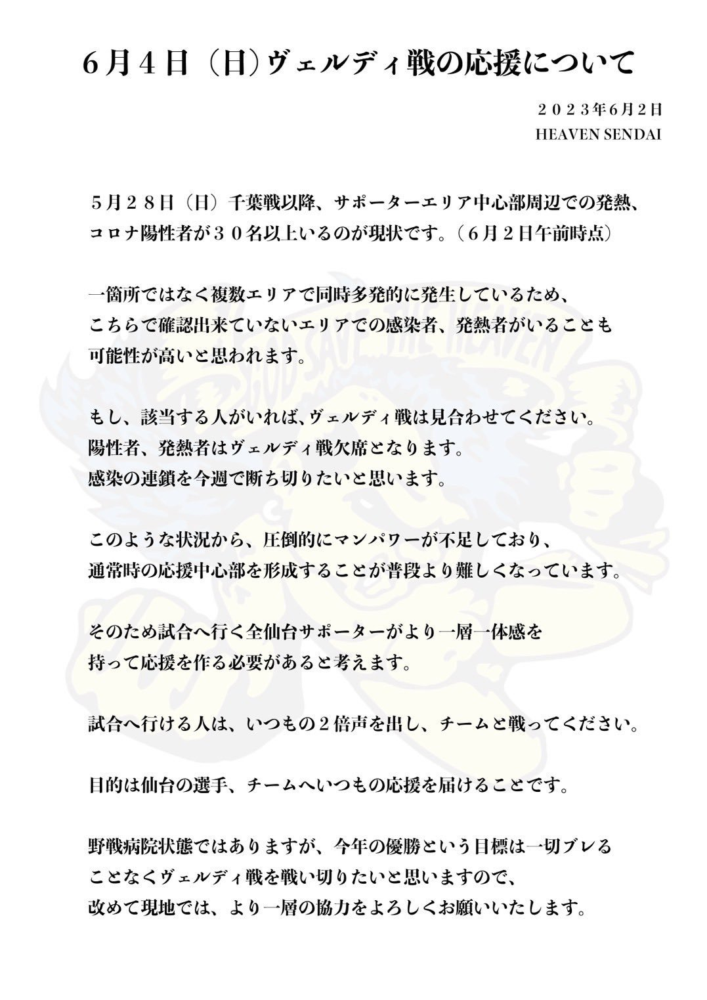 ６月４日（日）ヴェルディ戦の応援について
２０２３年６月２日
HEAVEN SENDAI
５月２８日（日）千葉戦以降、サポーターエリア中心部周辺での発熱、
コロナ陽性者が３０名以上いるのが現状です。（６月２日午前時点）
一箇所ではなく複数エリアで同時多発的に発生しているため、
こちらで確認出来ていないエリアでの感染者、発熱者がいることも
可能性が高いと思われます。
GOD SAVE THE HEAVEN
もし、該当する人がいれば、ヴェルディ戦は見合わせてください。
陽性者、発熱者はヴェルディ戦欠席となります。
感染の連鎖を今週で断ち切りたいと思います。
このような状況から、圧倒的にマンパワーが不足しており、
通常時の応援中心部を形成することが普段より難しくなっています。
そのため試合へ行く全仙台サポーターがより一層一体感を
持って応援を作る必要があると考えます。
試合へ行ける人は、いつもの２倍声を出し、チームと戦ってください。
目的は仙台の選手、チームへいつもの応援を届けることです。
野戦病院状態ではありますが、今年の優勝という目標は一切ブレる
ことなくヴェルディ戦を戦い切りたいと思いますので、
改めて現地では、より一層の協力をよろしくお願いいたします。